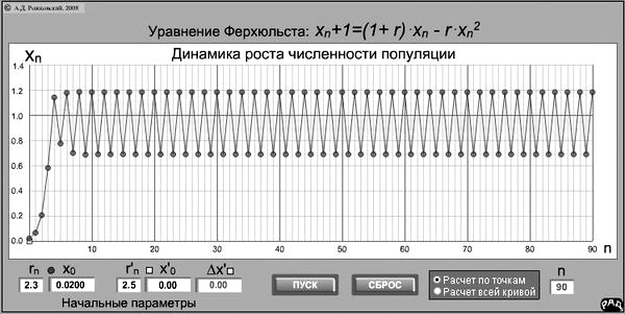 © А.Д. Ронжовский, 2008
Уравнение Ферхюльста: xₙ+1=(1+ r)·xₙ - r·xₙ²
Динамика роста численности популяции
Xₙ
1.4
1.2
1.0
0.8
0.6
0.4
0.2
0.0
10 20 30 40 50 60 70 80 90 n
rₙ x₀ r'ₙ x'₀ Δx' n
2.3 0.0200 2.5 0.00 0.00 ПУСК СБРОС 90
Расчет по точкам
Расчет всей кривой
Начальные параметры
РАД